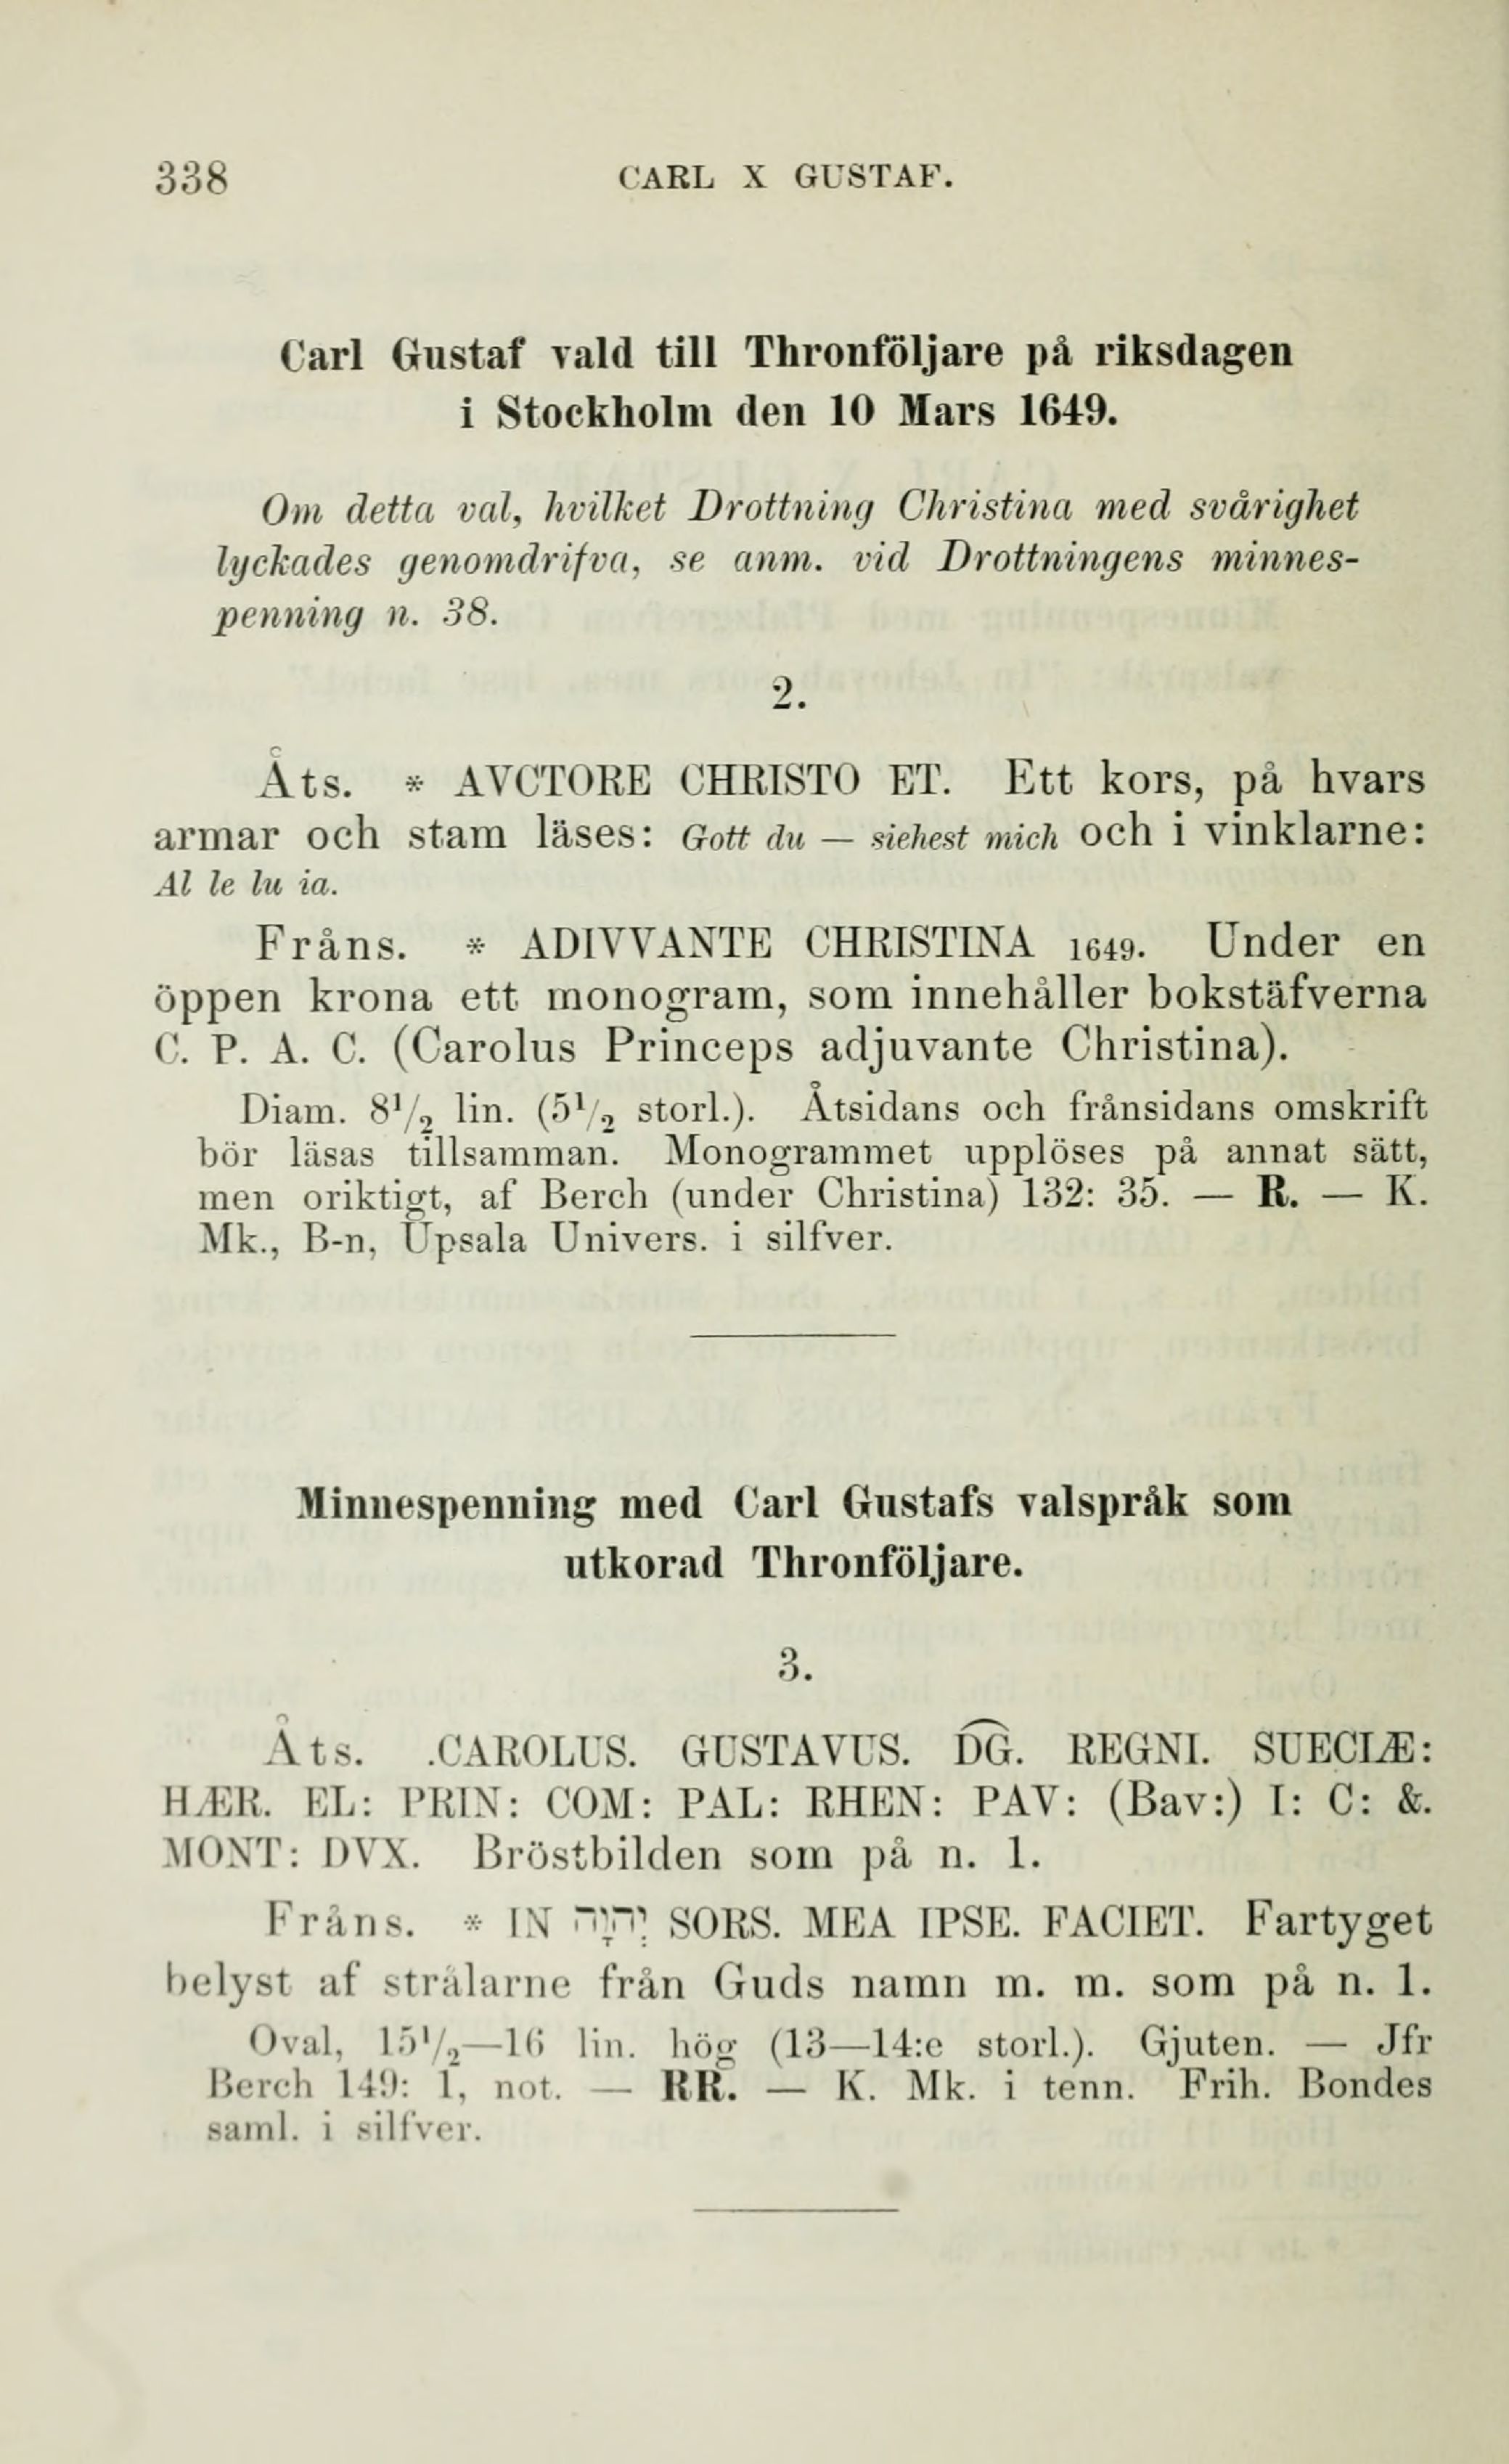 338 CARL X GUSTAF.
Carl Gustaf vald till Thronföljare på riksdagen
i Stockholm den 10 Mars 1649.
Om detta val, hvilket Drottning Christina med svårighet
lyckades genomdrifva, se anm. vid Drottningens minnes-
penning n. 38.
2.
Åts. * AVCTORE CHRISTO ET. Ett kors, på hvars
armar och stam läses: Gott du — siehest mich och i vinklarne:
Al le lu ia.
Fråns. * ADIVVANTE CHRISTINA 1649. Under en
öppen krona ett monogram, som innehåller bokstäfverna
C. P. A. C. (Carolus Princeps adjuvante Christina).
Diam. 8¹/₂ lin. (5¹/₂ storl.). Åtsidans och frånsidans omskrift
bör läsas tillsamman. Monogrammet upplöses på annat sätt,
men oriktigt, af Berch (under Christina) 132: 35. — R. — K.
Mk., B-n, Upsala Univers. i silfver.
Minnespenning med Carl Gustafs valspråk som
utkorad Thronföljare.
3.
Åts. .CAROLUS. GUSTAVUS. D͡G. REGNI. SUECIÆ:
HÆR. EL: PRIN: COM: PAL: RHEN: PAV: (Bav:) I: C: &.
MONT: DVX. Bröstbilden som på n. 1.
Fråns. * IN יְהוָה SORS. MEA IPSE. FACIET. Fartyget
belyst af strålarne från Guds namn m. m. som på n. 1.
Oval, 15¹/₂—16 lin. hög (13—14:e storl.). Gjuten. — Jfr
Berch 149: 1, not. — RR. — K. Mk. i tenn. Frih. Bondes
saml. i silfver.